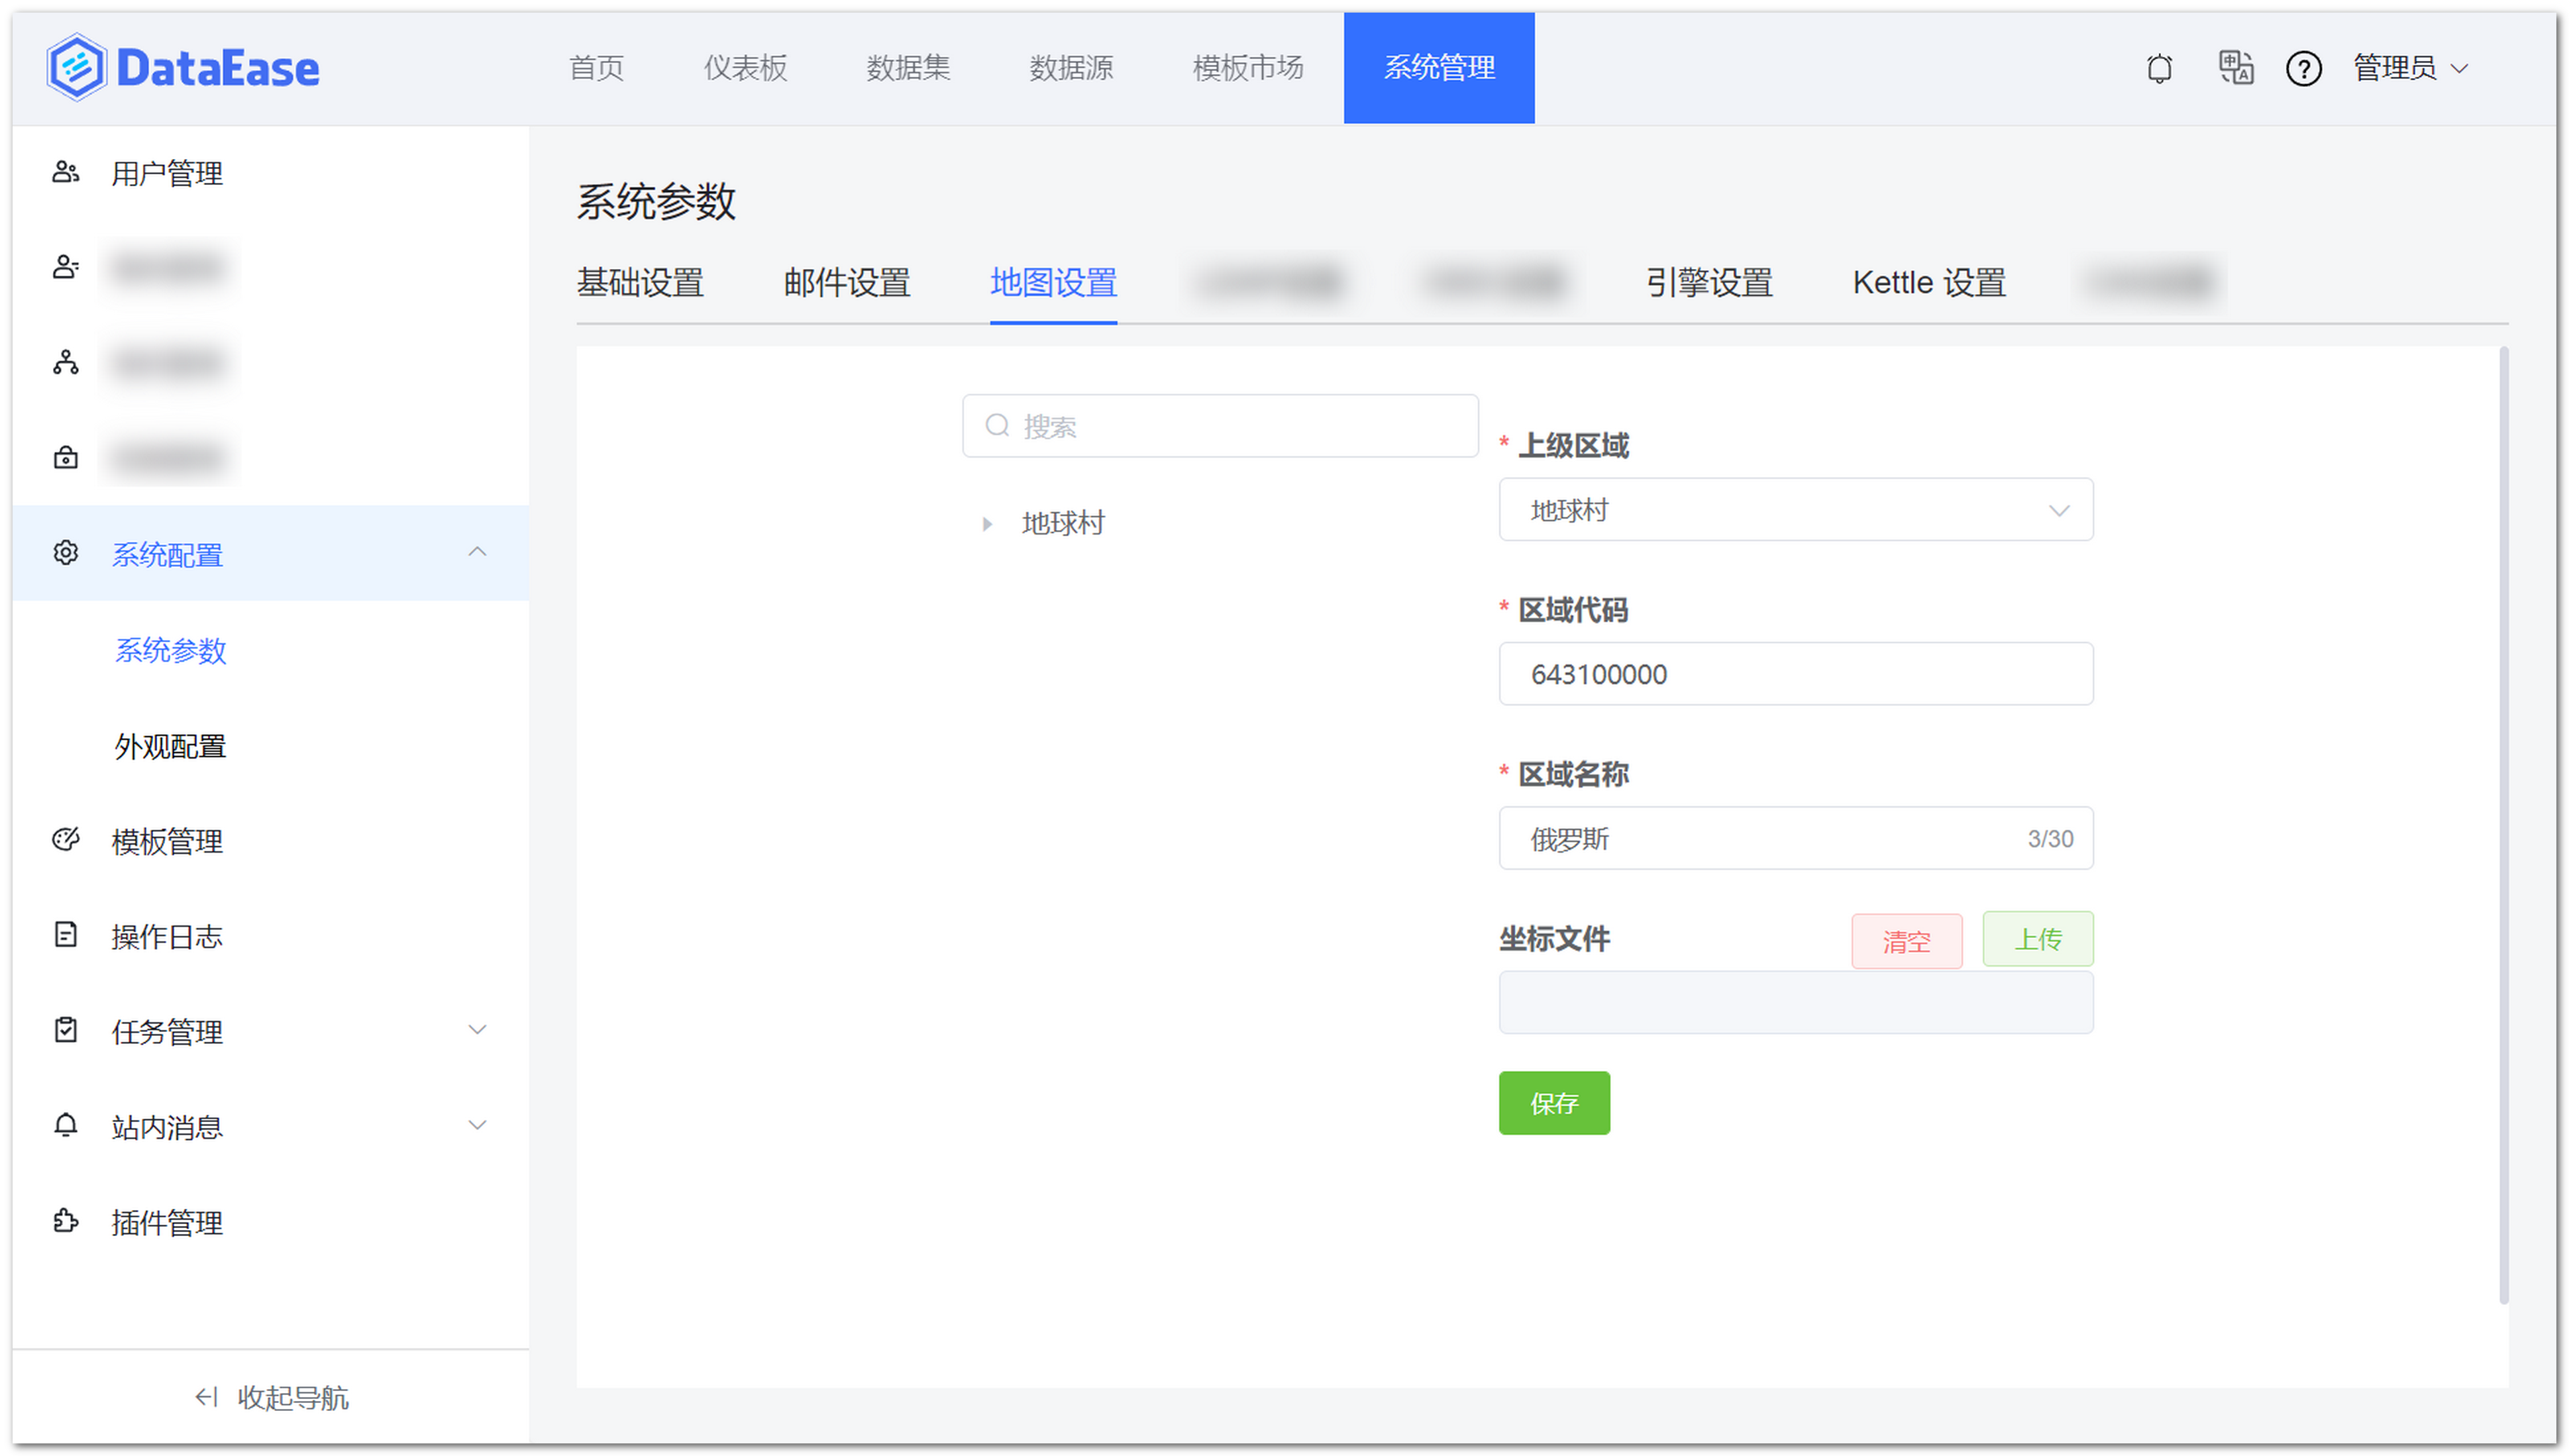 DataEase
首页 仪表板 数据集 数据源 模板市场 系统管理 管理员
用户管理
系统配置
系统参数
外观配置
模板管理
操作日志
任务管理
站内消息
插件管理
收起导航
系统参数
基础设置 邮件设置 地图设置 引擎设置 Kettle 设置
搜索
地球村
* 上级区域
地球村
* 区域代码
643100000
* 区域名称
俄罗斯 3/30
坐标文件 清空 上传
保存